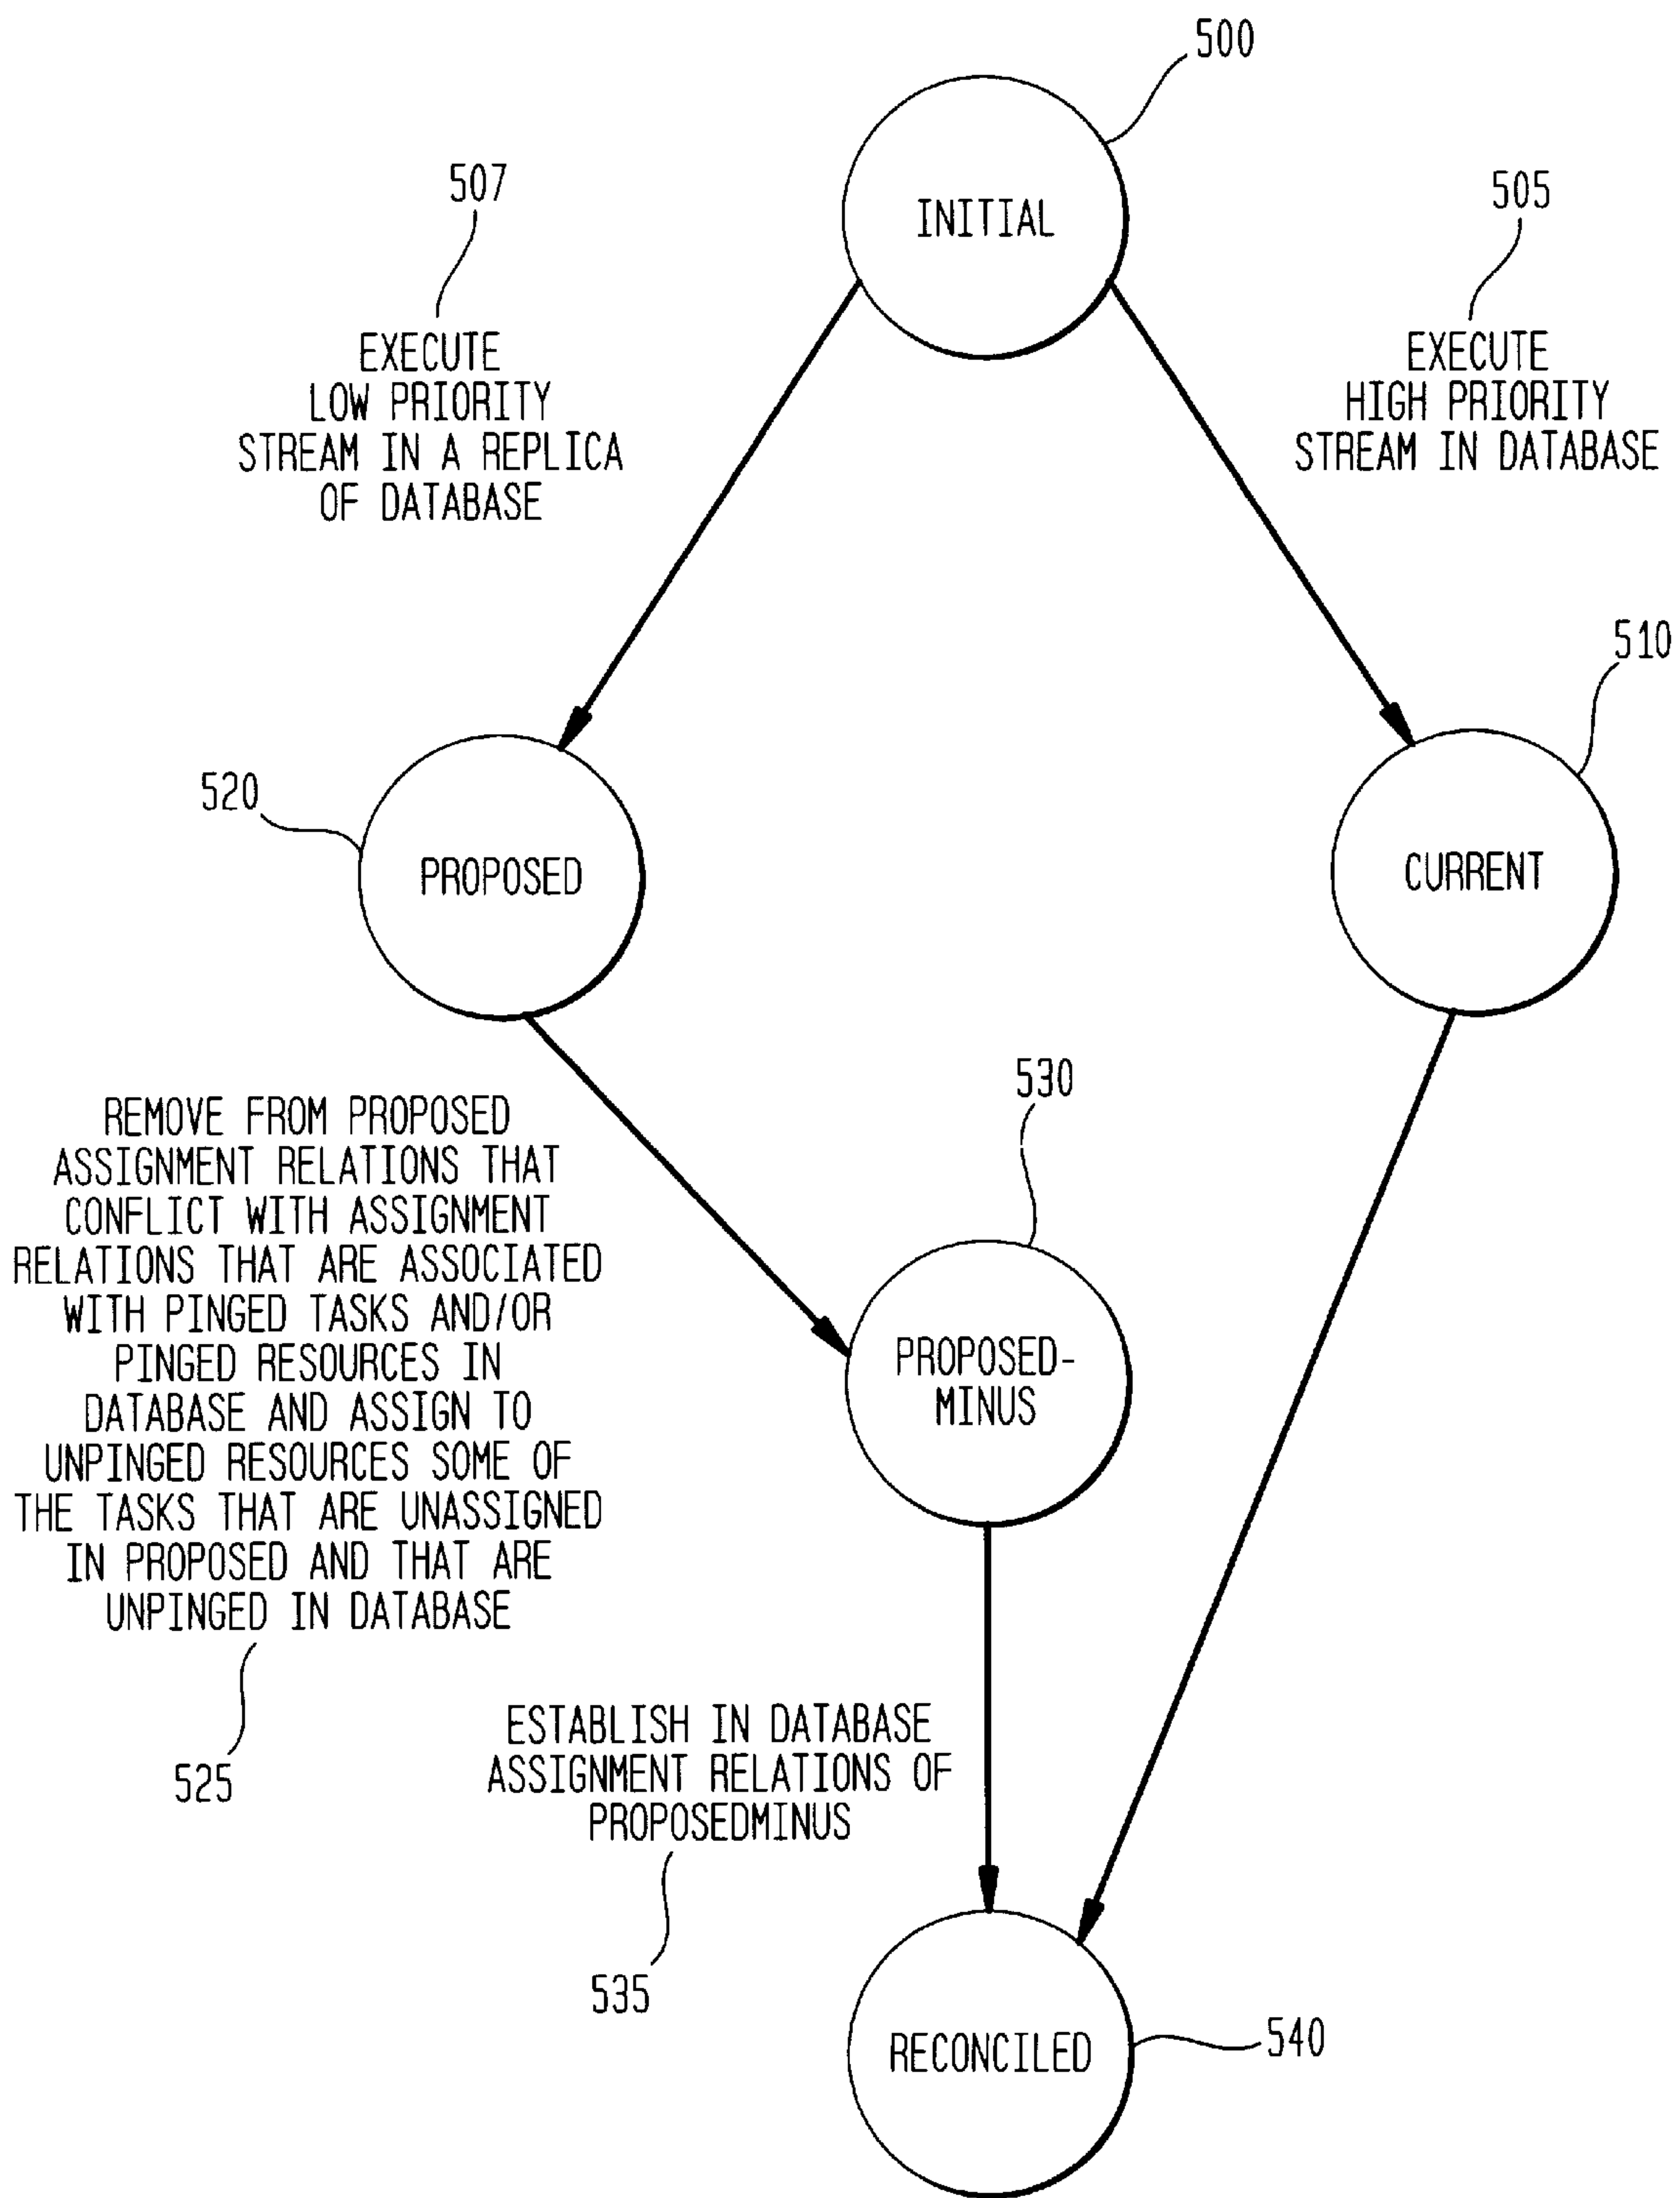 500
INITIAL
507
EXECUTE
LOW PRIORITY
STREAM IN A REPLICA
OF DATABASE
505
EXECUTE
HIGH PRIORITY
STREAM IN DATABASE
510
CURRENT
520
PROPOSED
REMOVE FROM PROPOSED
ASSIGNMENT RELATIONS THAT
CONFLICT WITH ASSIGNMENT
RELATIONS THAT ARE ASSOCIATED
WITH PINGED TASKS AND/OR
PINGED RESOURCES IN
DATABASE AND ASSIGN TO
UNPINGED RESOURCES SOME OF
THE TASKS THAT ARE UNASSIGNED
IN PROPOSED AND THAT ARE
UNPINGED IN DATABASE
525
530
PROPOSED-
MINUS
ESTABLISH IN DATABASE
ASSIGNMENT RELATIONS OF
PROPOSEDMINUS
535
RECONCILED
540